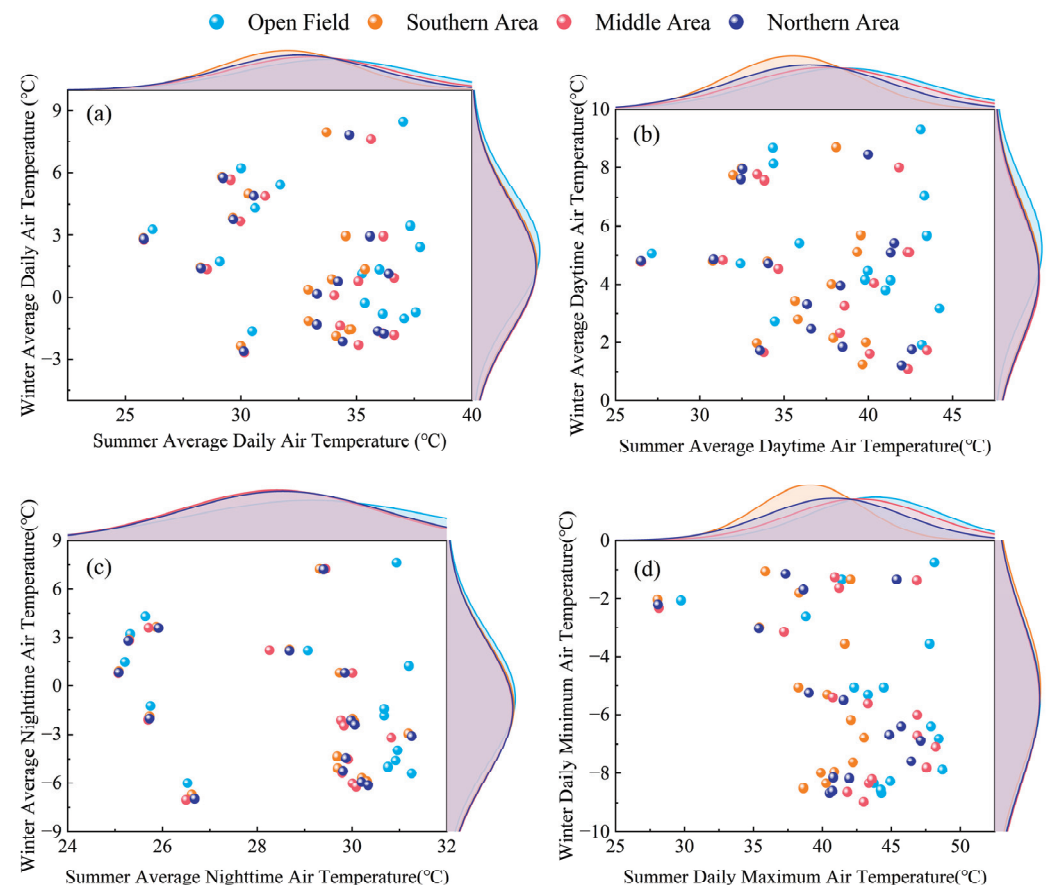 Open Field Southern Area Middle Area Northern Area
Winter Average Daily Air Temperature (℃)
9
6
3
0
−3
(a)
25 30 35 40
Summer Average Daily Air Temperature (℃)
Winter Average Daytime Air Temperature(℃)
10
8
6
4
2
0
(b)
25 30 35 40 45
Summer Average Daytime Air Temperature(℃)
Winter Average Nighttime Air Temperature(℃)
9
6
3
0
−3
−6
−9
(c)
24 26 28 30 32
Summer Average Nighttime Air Temperature(℃)
Winter Daily Minimum Air Temperature(℃)
0
−2
−4
−6
−8
−10
(d)
25 30 35 40 45 50
Summer Daily Maximum Air Temperature(℃)